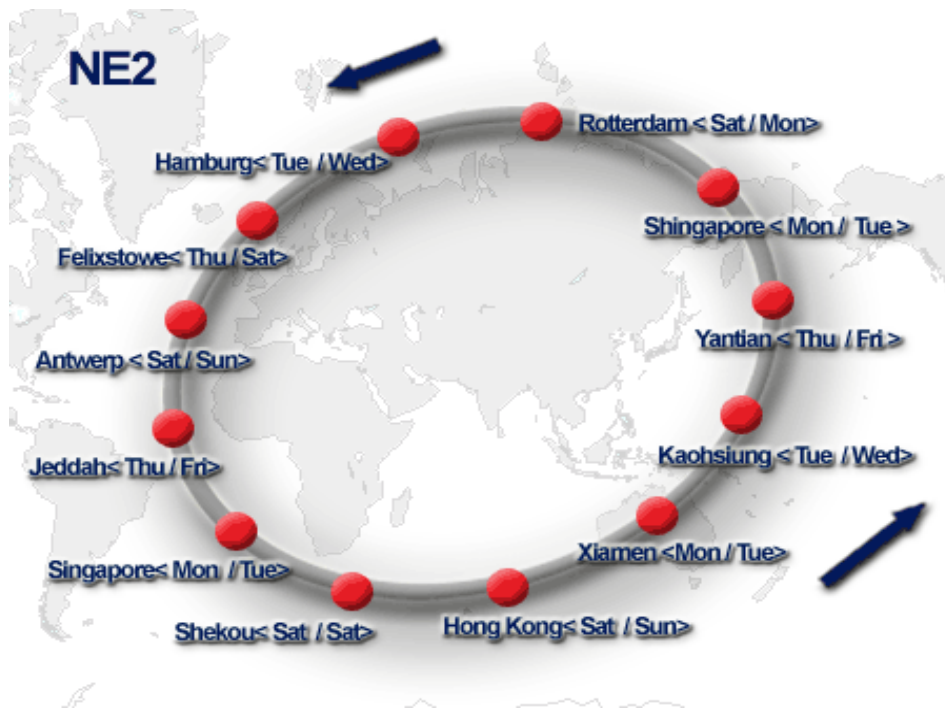 NE2
Rotterdam < Sat / Mon>
Hamburg< Tue / Wed>
Shingapore < Mon / Tue >
Felixstowe< Thu / Sat>
Yantian < Thu / Fri >
Antwerp < Sat / Sun>
Kaohsiung < Tue / Wed>
Jeddah< Thu / Fri>
Xiamen <Mon / Tue>
Singapore< Mon / Tue>
Hong Kong< Sat / Sun>
Shekou< Sat / Sat>